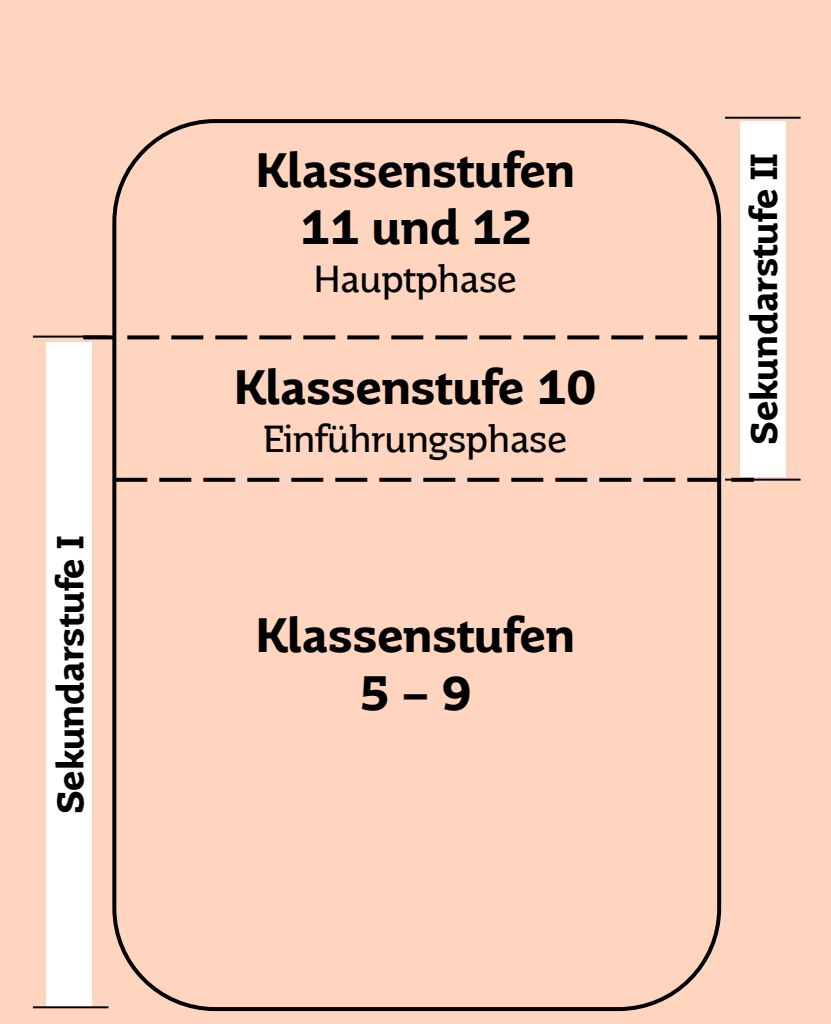 Klassenstufen
11 und 12
Hauptphase
Sekundarstufe II
Klassenstufe 10
Einführungsphase
Sekundarstufe I
Klassenstufen
5 – 9